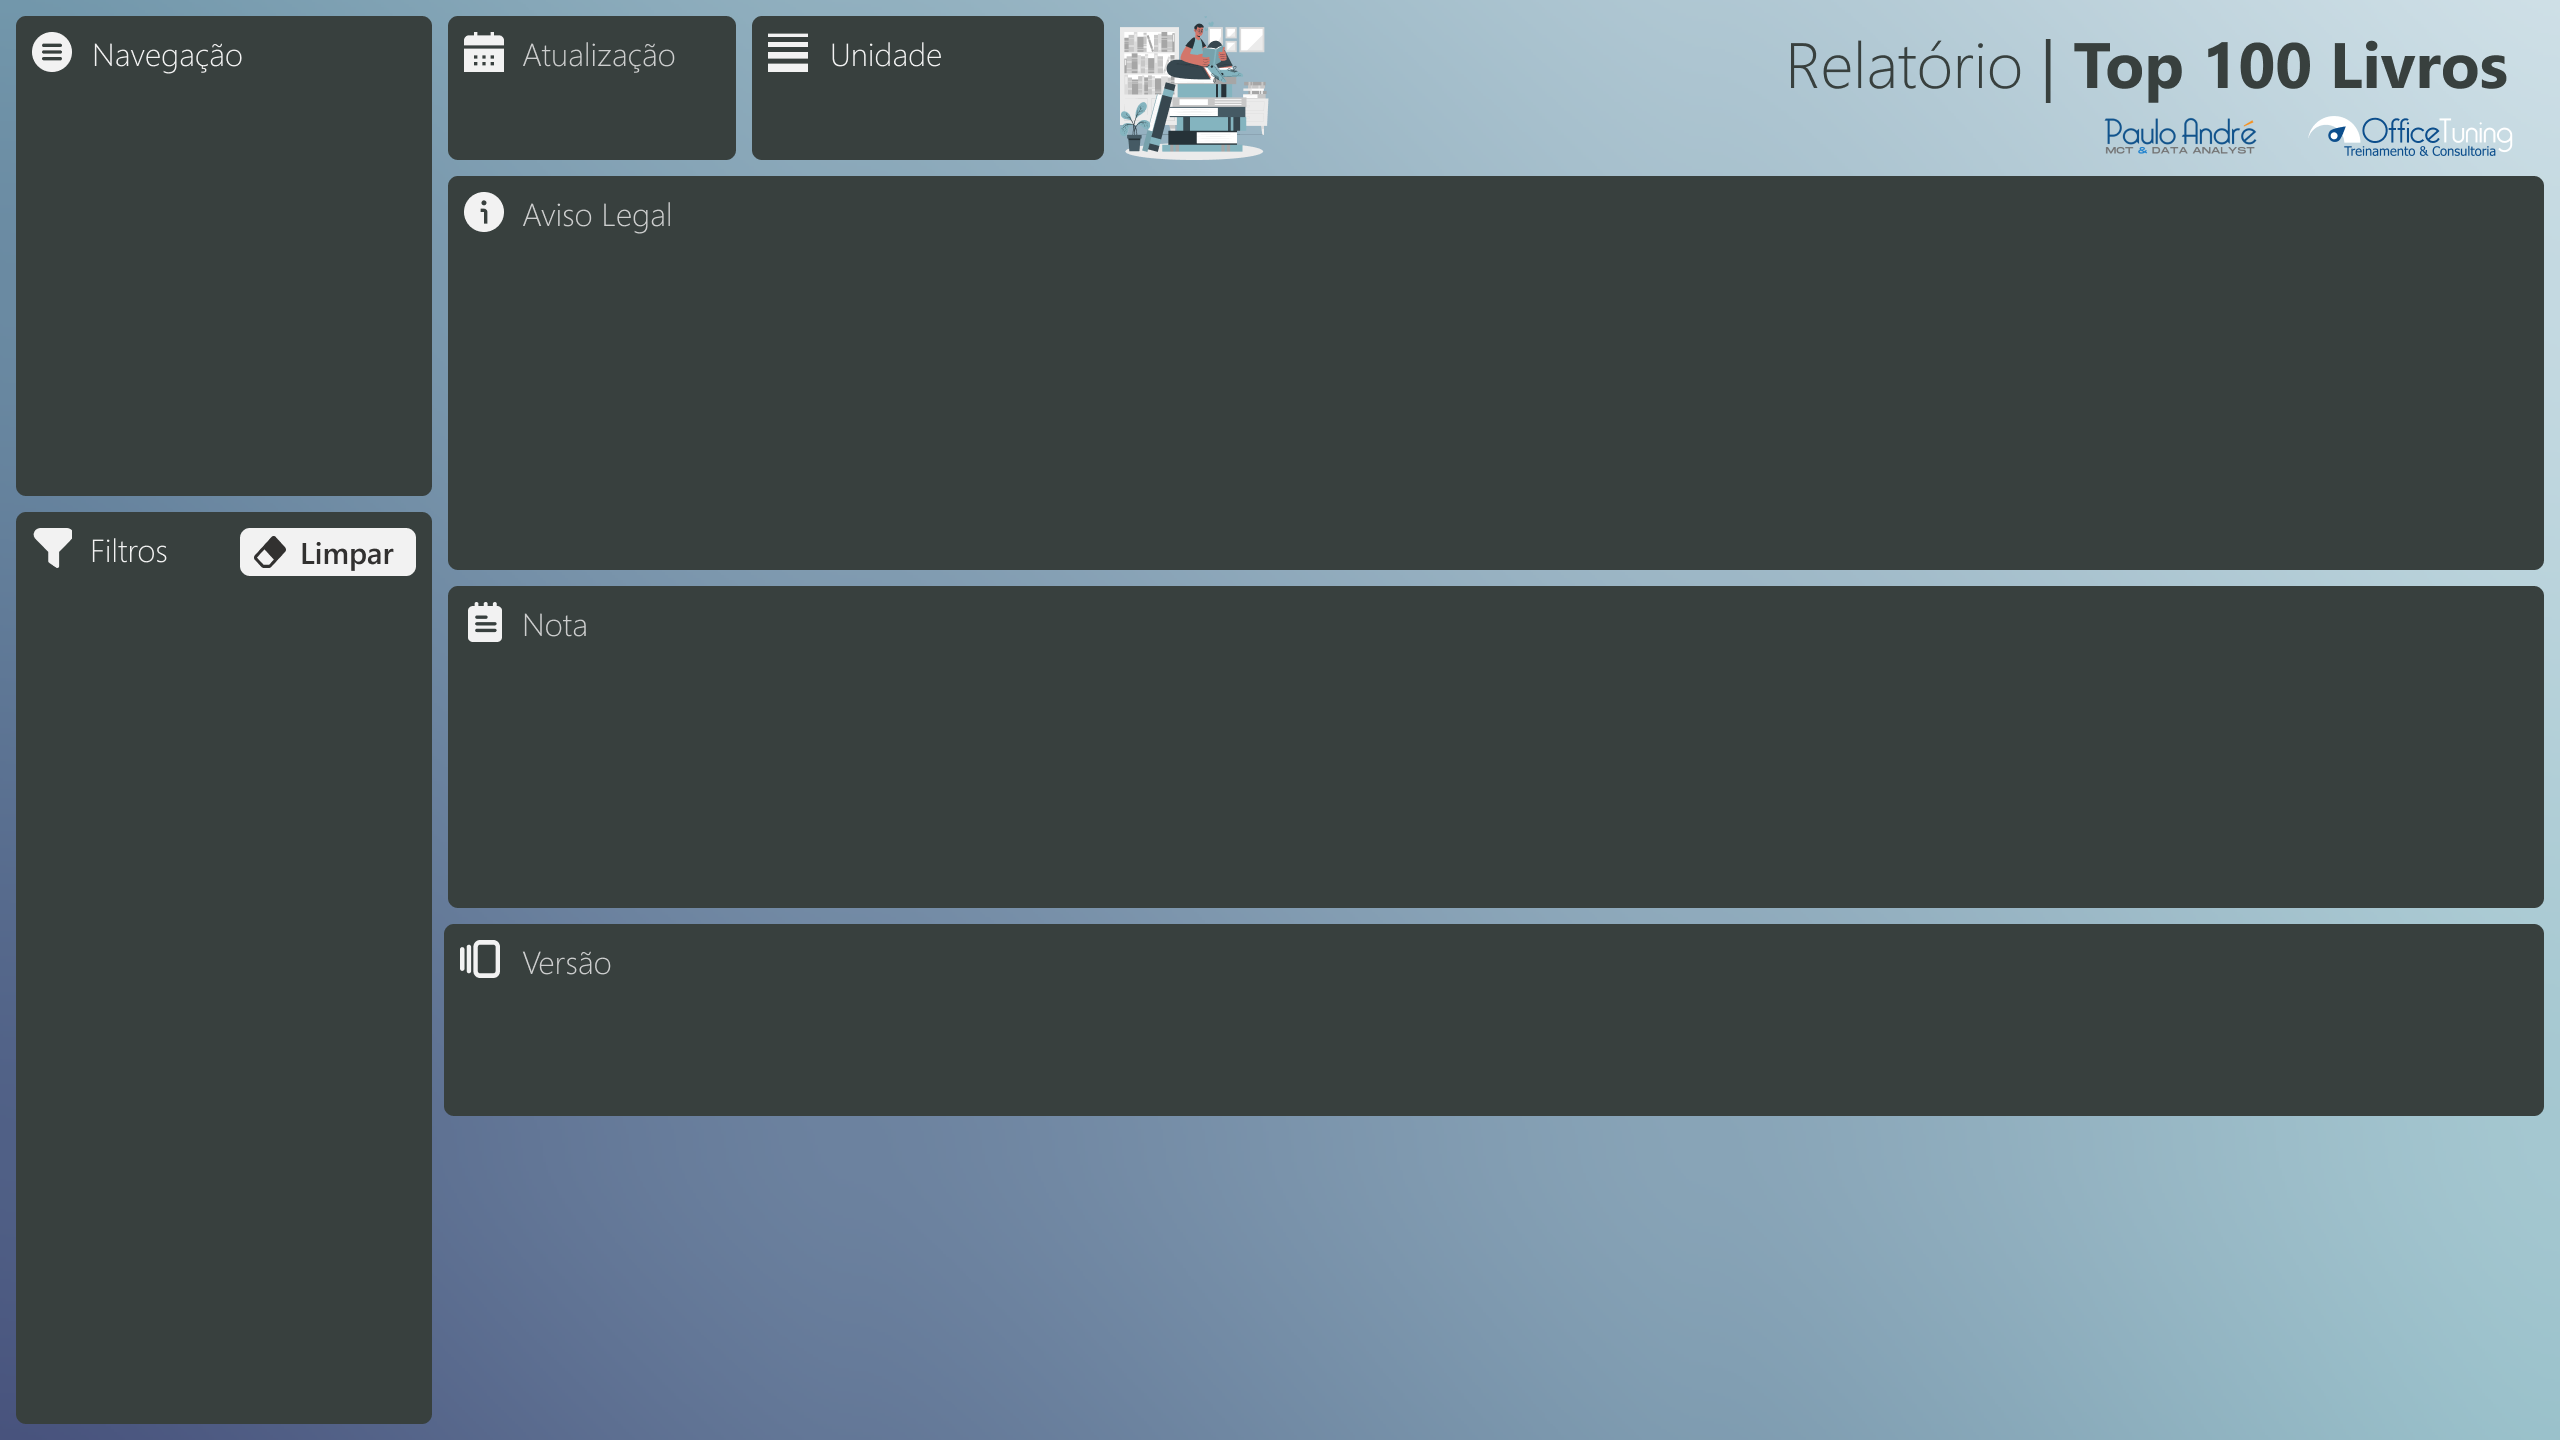 Navegação
Atualização
Unidade
Relatório | Top 100 Livros
Paulo André
MCT & DATA ANALYST
OfficeTuning
Treinamento & Consultoria
Aviso Legal
Filtros
Limpar
Nota
Versão